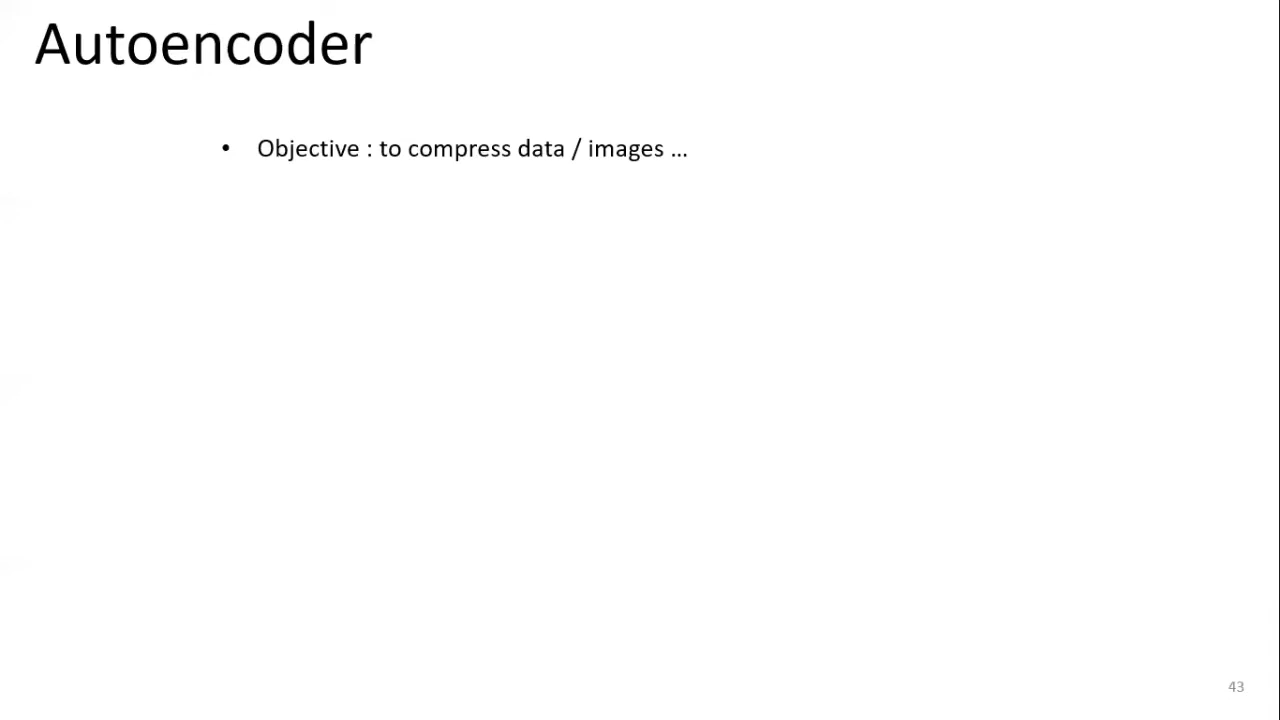 Autoencoder
• Objective : to compress data / images ...
43